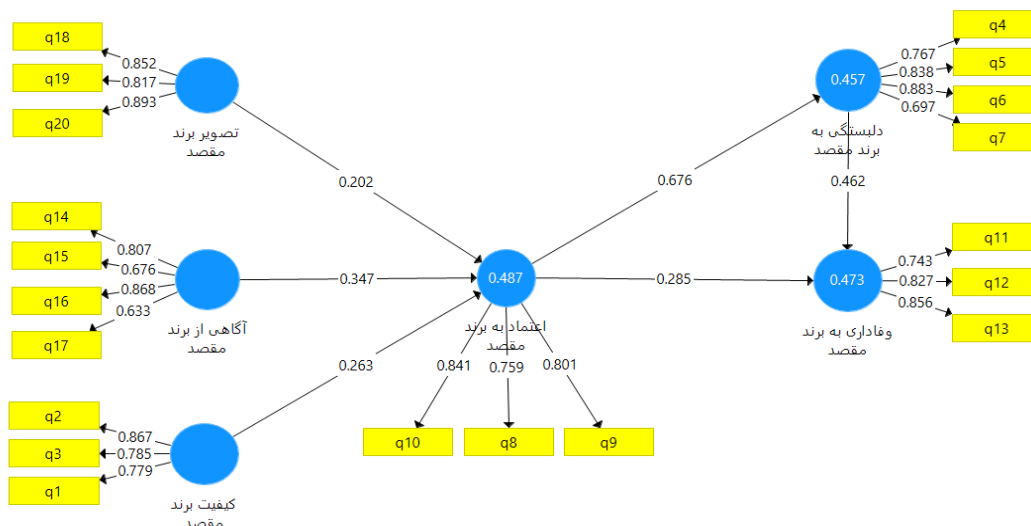 q18
q19
q20
0.852
0.817
0.893
تصویر برند
مقصد
0.202
q14
q15
q16
q17
0.807
0.676
0.868
0.633
آگاهی از برند
مقصد
0.347
q2
q3
q1
0.867
0.785
0.779
کیفیت برند
مقصد
0.263
0.487
اعتماد به برند
مقصد
0.841
0.759
0.801
q10
q8
q9
0.676
0.285
0.457
دلبستگی به
برند مقصد
0.767
0.838
0.883
0.697
q4
q5
q6
q7
0.462
0.473
وفاداری به برند
مقصد
0.743
0.827
0.856
q11
q12
q13